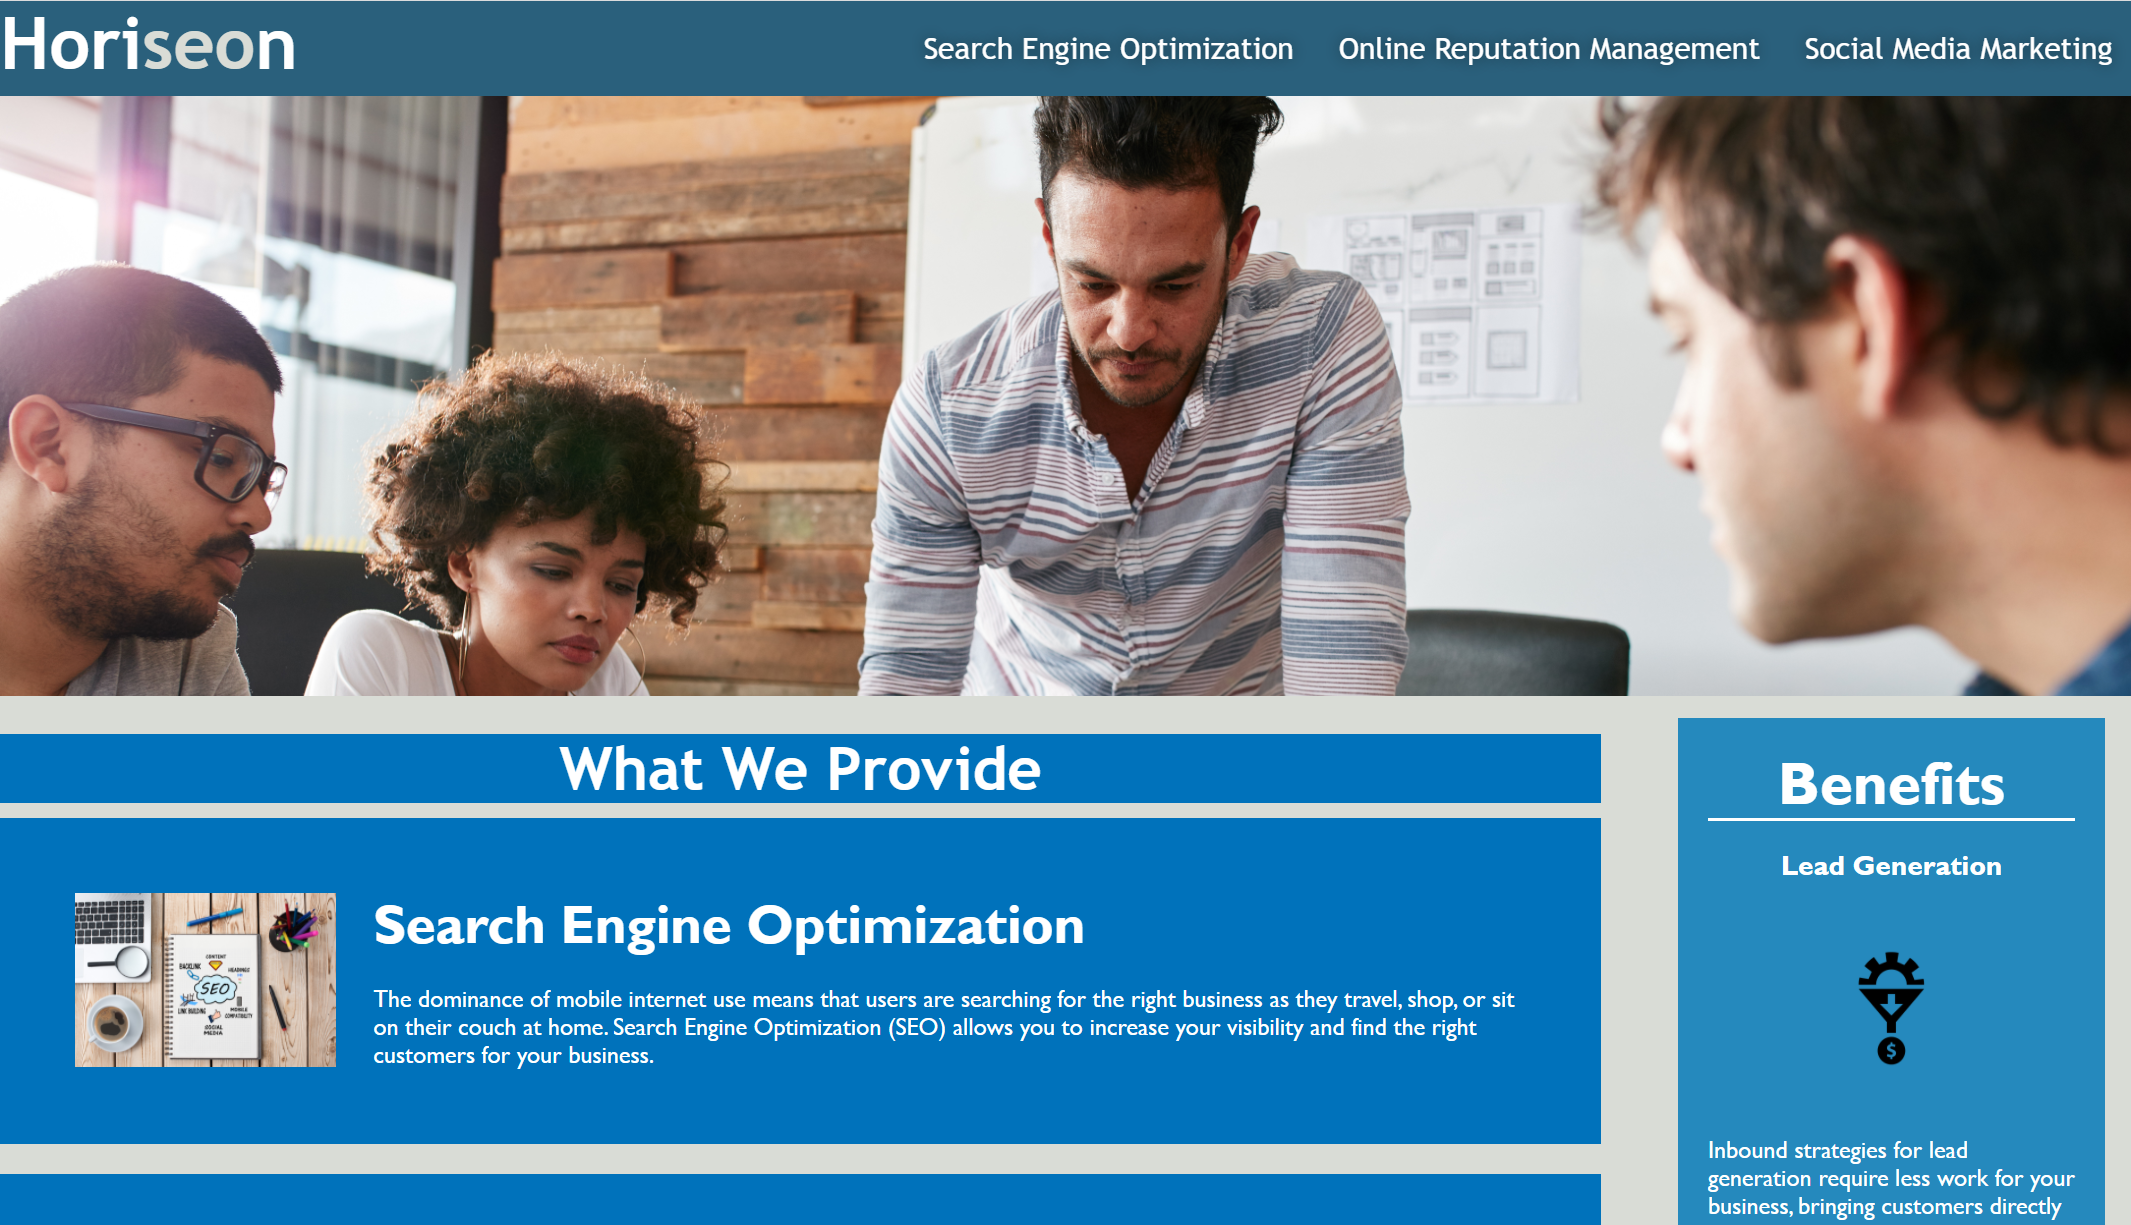 Horiseon
Search Engine Optimization
Online Reputation Management
Social Media Marketing
What We Provide
CONTENT
BACKLINK
HEADINGS
SEO
LINK BUILDING
MOBILE
COMPATIBILITY
SOCIAL
MEDIA
Search Engine Optimization
The dominance of mobile internet use means that users are searching for the right business as they travel, shop, or sit
on their couch at home. Search Engine Optimization (SEO) allows you to increase your visibility and find the right
customers for your business.
Benefits
Lead Generation
$
Inbound strategies for lead
generation require less work for your
business, bringing customers directly